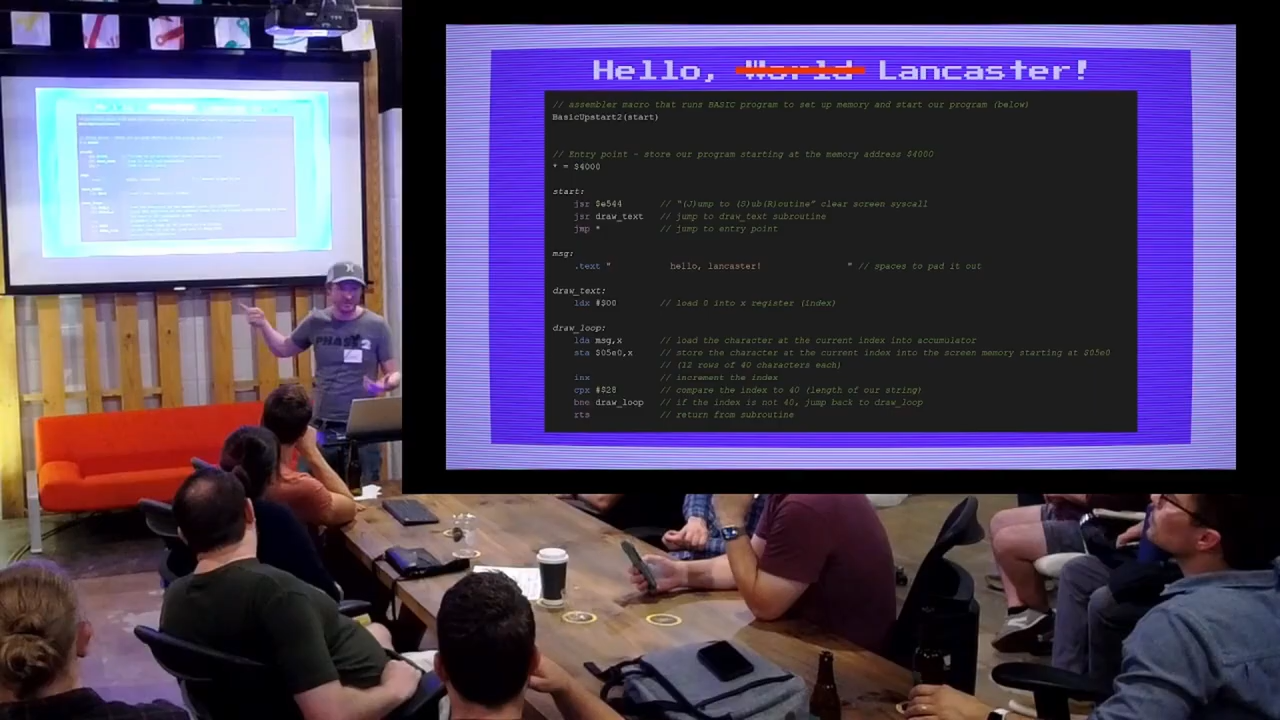 Hello, World Lancaster!
// assembler macro that runs BASIC program to set up memory and start our program (below)
BasicUpstart2(start)
// Entry point - store our program starting at the memory address $4000
* = $4000
start:
jsr $e544 // "(J)ump to (S)ub(R)outine" clear screen syscall
jsr draw_text // jump to draw_text subroutine
jmp * // jump to entry point
msg:
.text " hello, lancaster! " // spaces to pad it out
draw_text:
ldx #$00 // load 0 into x register (index)
draw_loop:
lda msg,x // load the character at the current index into accumulator
sta $05e0,x // store the character at the current index into the screen memory starting at $05e0
// (12 rows of 40 characters each)
inx // increment the index
cpx #$28 // compare the index to 40 (length of our string)
bne draw_loop // if the index is not 40, jump back to draw_loop
rts // return from subroutine
PHASE 2